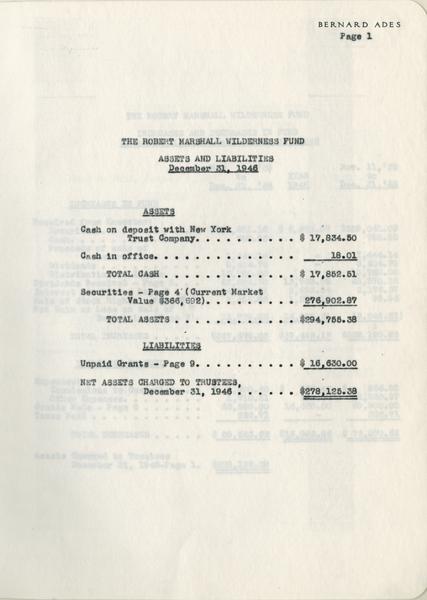 BERNARD ADES
Page 1
THE ROBERT MARSHALL WILDERNESS FUND
ASSETS AND LIABILITIES
December 31, 1946
ASSETS
Cash on deposit with New York
Trust Company. . . . . . . . . . . $ 17,834.50
Cash in office. . . . . . . . . . . . . . . 18.01
TOTAL CASH . . . . . . . . . . . . . $ 17,852.51
Securities - Page 4 (Current Market
Value $366,692). . . . . . . . . . 276,902.87
TOTAL ASSETS . . . . . . . . . . . . $294,755.38
LIABILITIES
Unpaid Grants - Page 9. . . . . . . . . . . $ 16,630.00
NET ASSETS CHARGED TO TRUSTEES,
December 31, 1946 . . . . . . $278,125.38